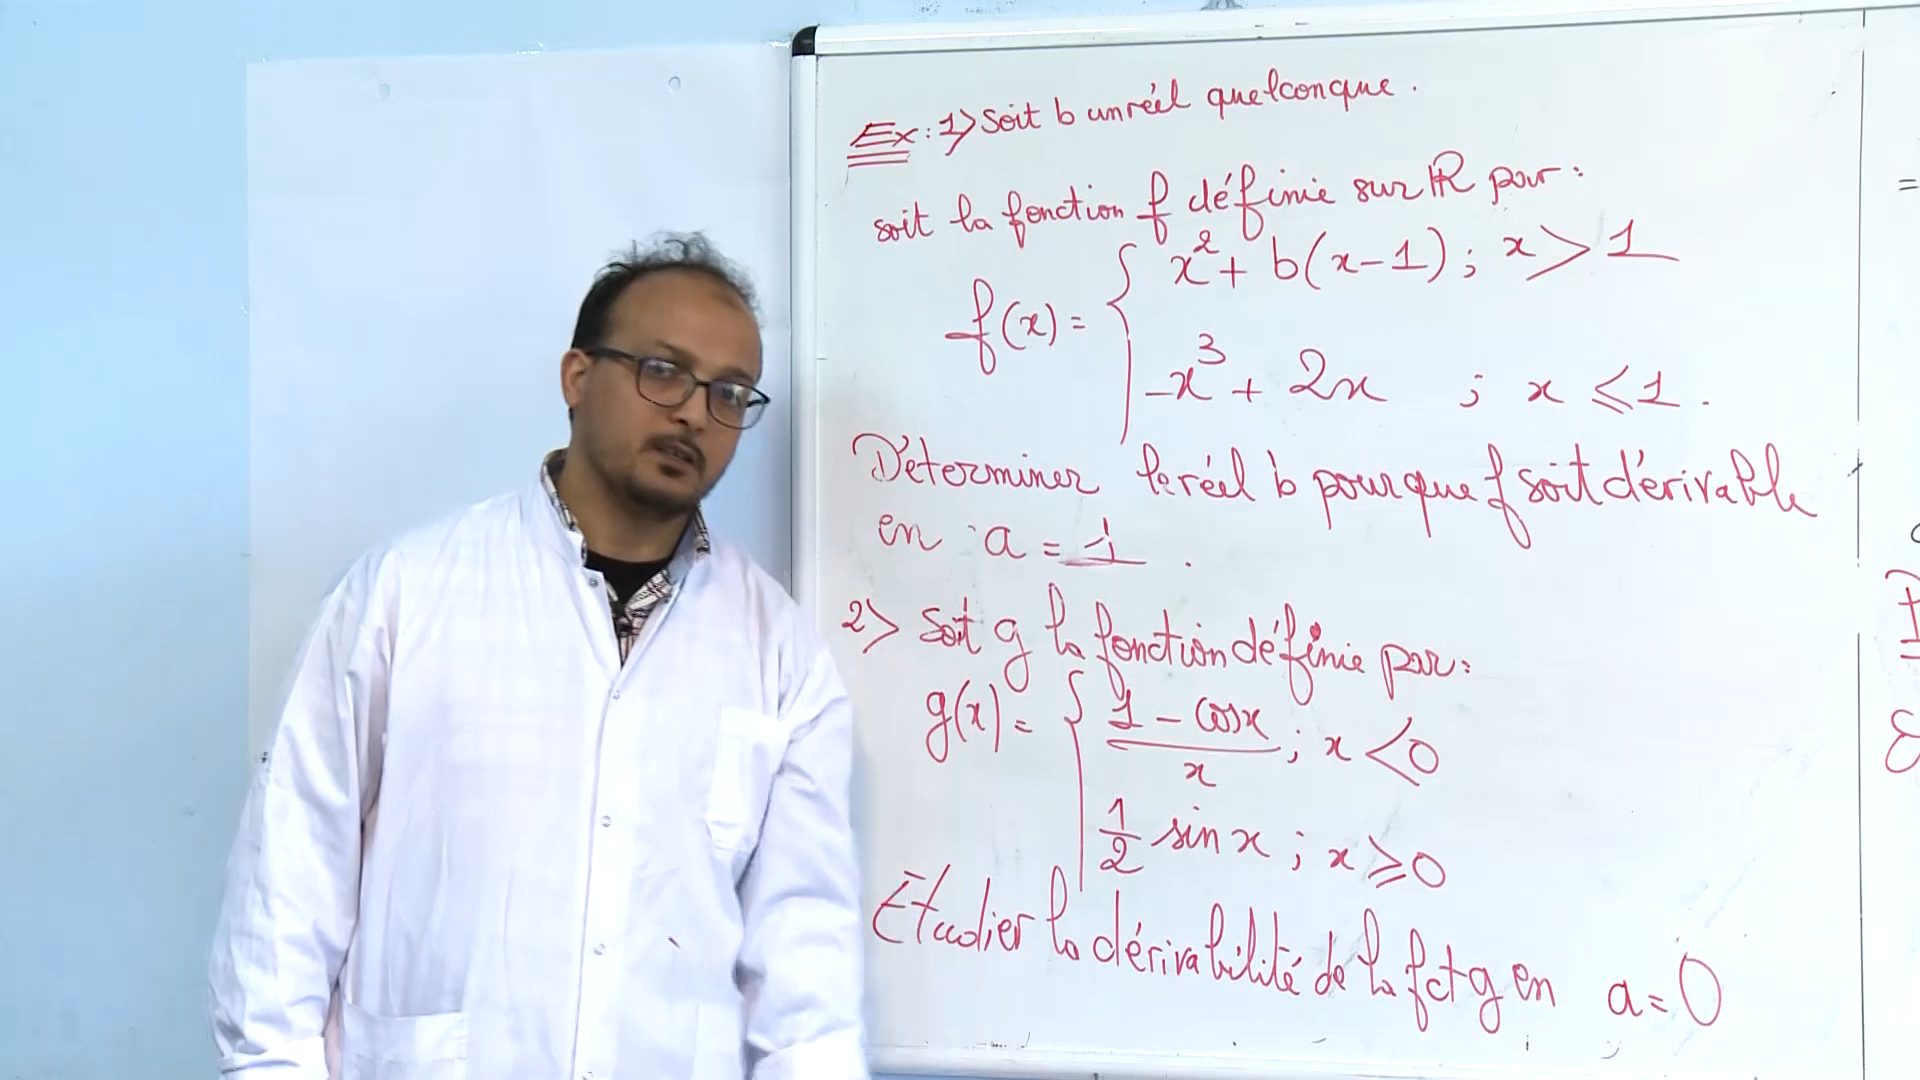 Ex: 1) Soit b un réel quelconque.
soit la fonction f définie sur ℝ par:
f(x) = { x² + b(x-1) ; x > 1
-x³ + 2x ; x ⩽ 1.
Déterminer le réel b pour que f soit dérivable
en a = 1.
2) Soit g la fonction définie par:
g(x) = { (1 - cos x)/x ; x < 0
1/2 sin x ; x ⩾ 0
Etudier la dérivabilité de la fct g en a = 0